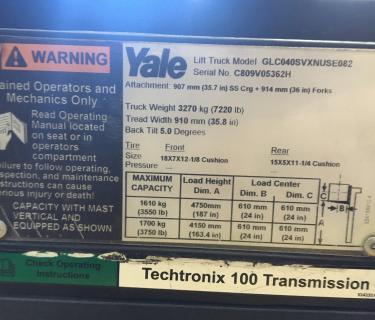 WARNING
ained Operators and
Mechanics Only
Read Operating
Manual located
on seat or in
operators
compartment
ailure to follow operating,
spection, and maintenance
structions can cause
rious injury or death!
CAPACITY WITH MAST
VERTICAL AND
EQUIPPED AS SHOWN
Yale
Lift Truck Model GLC040SVXNUSE082
Serial No. C809V05362H
Attachment: 907 mm (35.7 in) SS Crg + 914 mm (36 in) Forks
Truck Weight 3270 kg (7220 lb)
Tread Width 910 mm (35.8 in)
Back Tilt 5.0 Degrees
Tire Front Rear
Size 18X7X12-1/8 Cushion 15X5X11-1/4 Cushion
Pressure
MAXIMUM CAPACITY Load Height Dim. A Load Center Dim. B Dim. C
1610 kg (3550 lb) 4750mm (187 in) 610 mm (24 in) 610 mm (24 in)
1700 kg (3750 lb) 4150 mm (163.4 in) 610 mm (24 in) 610 mm (24 in)
C
B
A
Check Operating
Instructions
Techtronix 100 Transmission